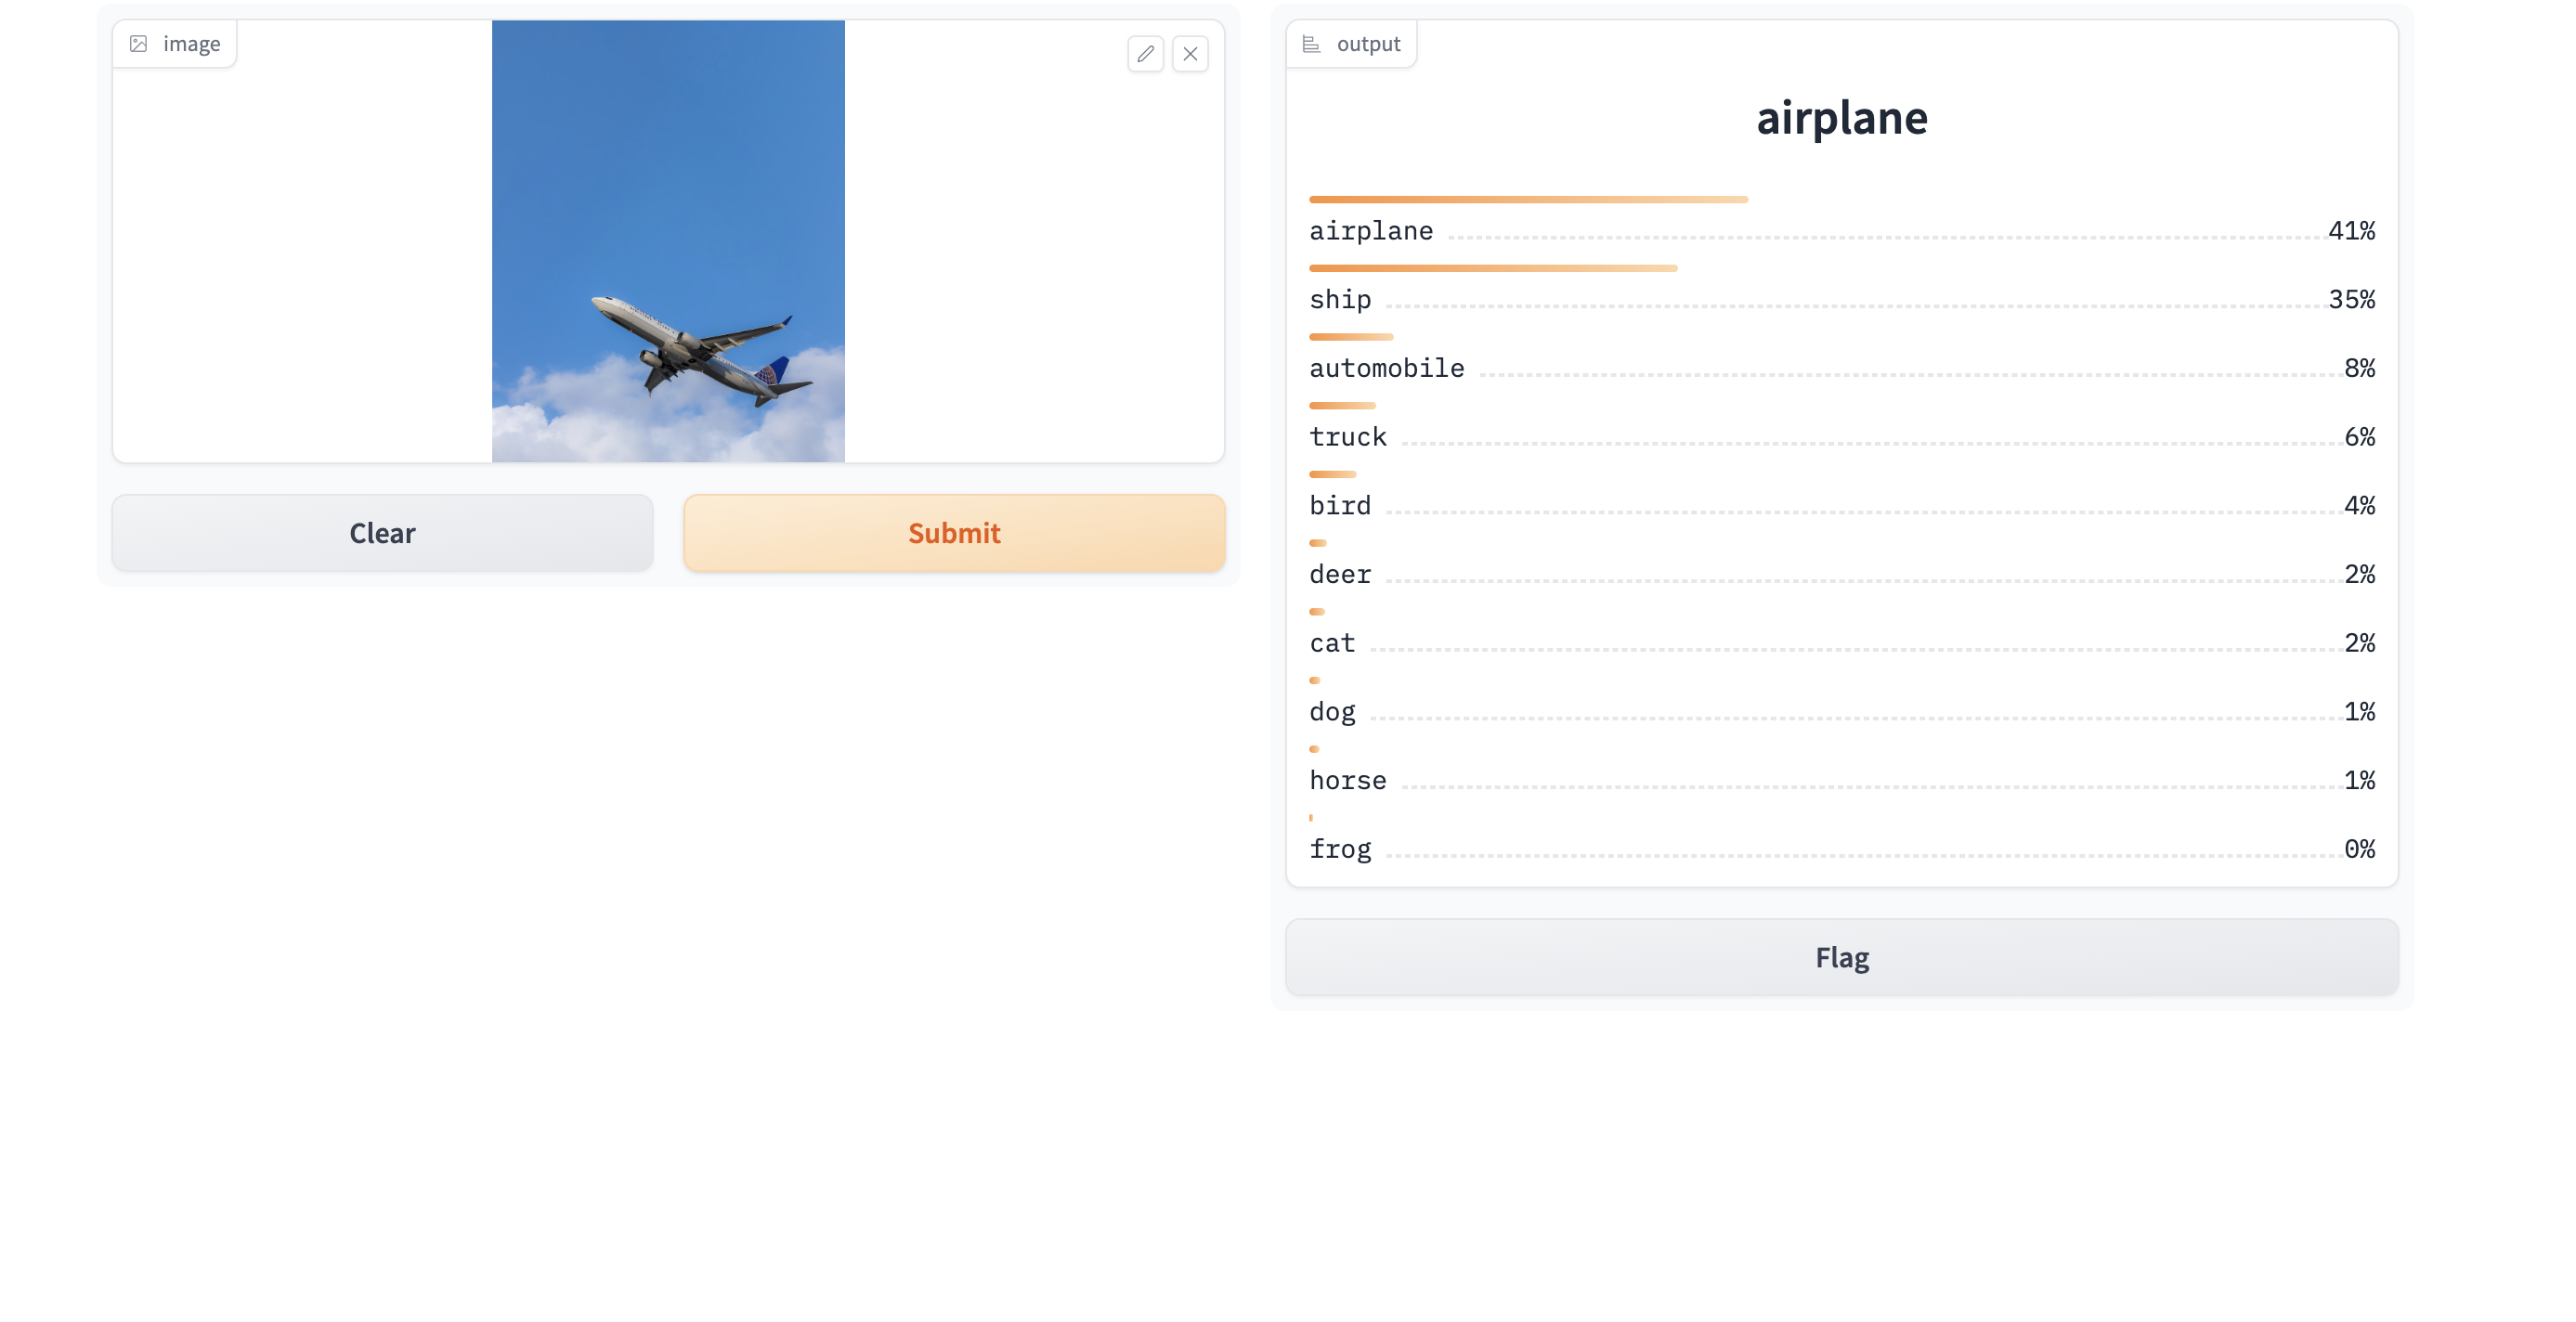 image
Clear
Submit
output
airplane
airplane 41%
ship 35%
automobile 8%
truck 6%
bird 4%
deer 2%
cat 2%
dog 1%
horse 1%
frog 0%
Flag